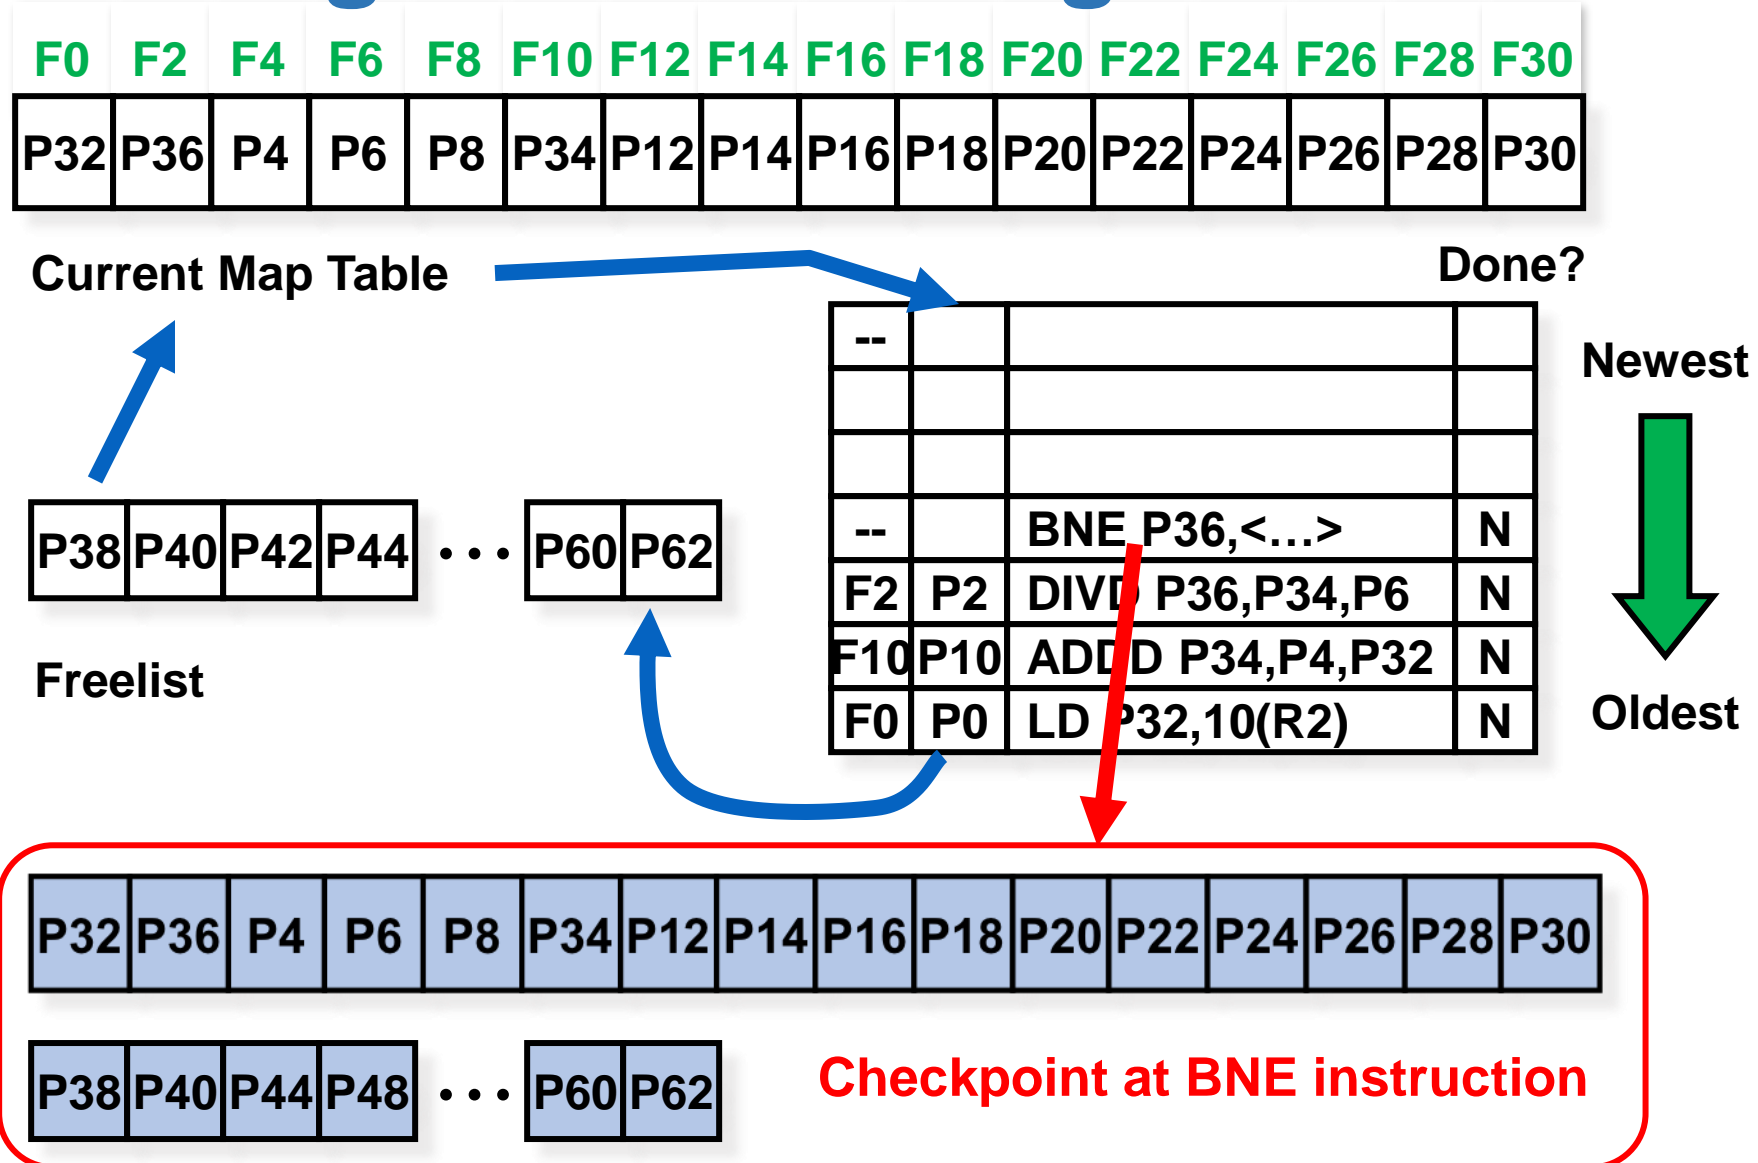 F0 F2 F4 F6 F8 F10 F12 F14 F16 F18 F20 F22 F24 F26 F28 F30
P32 P36 P4 P6 P8 P34 P12 P14 P16 P18 P20 P22 P24 P26 P28 P30
Current Map Table
Done?
--
Newest
P38 P40 P42 P44 ... P60 P62
-- BNE P36,<...> N
F2 P2 DIVD P36,P34,P6 N
F10 P10 ADDD P34,P4,P32 N
F0 P0 LD P32,10(R2) N
Freelist
Oldest
P32 P36 P4 P6 P8 P34 P12 P14 P16 P18 P20 P22 P24 P26 P28 P30
P38 P40 P44 P48 ... P60 P62
Checkpoint at BNE instruction